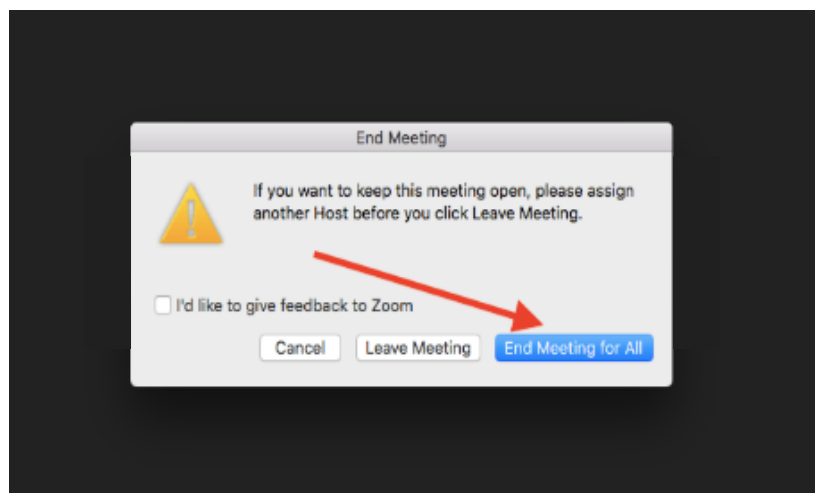 End Meeting
If you want to keep this meeting open, please assign
another Host before you click Leave Meeting.
I'd like to give feedback to Zoom
Cancel Leave Meeting End Meeting for All